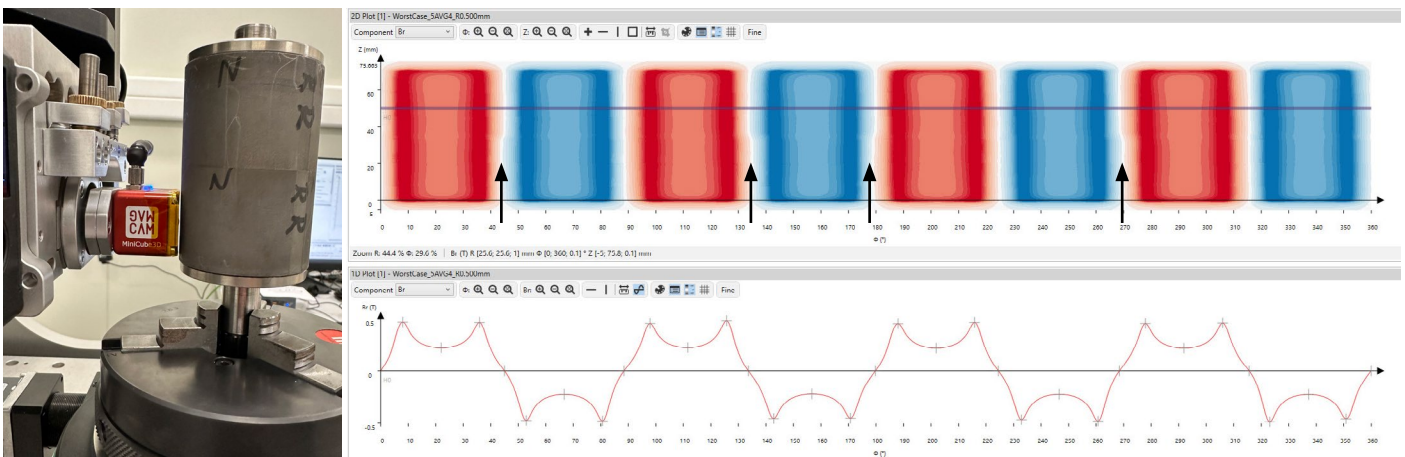 N
R
R
N
R
R
MAG
CAM
MiniCube3D
2D Plot [1] - WorstCase_5AVG4_R0.500mm
Component Br Φ: Z: Fine
Z (mm)
75.665
60
40
20
0
-5
HD
0 10 20 30 40 50 60 70 80 90 100 110 120 130 140 150 160 170 180 190 200 210 220 230 240 250 260 270 280 290 300 310 320 330 340 350 360
Φ (°)
Zoom R: 44.4 % Φ: 29.6 % Br (T) R [25.6; 25.6; 1] mm Φ [0; 360; 0.1] ° Z [-5; 75.8; 0.1] mm
1D Plot [1] - WorstCase_5AVG4_R0.500mm
Component Br Φ: Br: Fine
Br (T)
0.5
0
-0.5
HD
0 10 20 30 40 50 60 70 80 90 100 110 120 130 140 150 160 170 180 190 200 210 220 230 240 250 260 270 280 290 300 310 320 330 340 350 360
Φ (°)